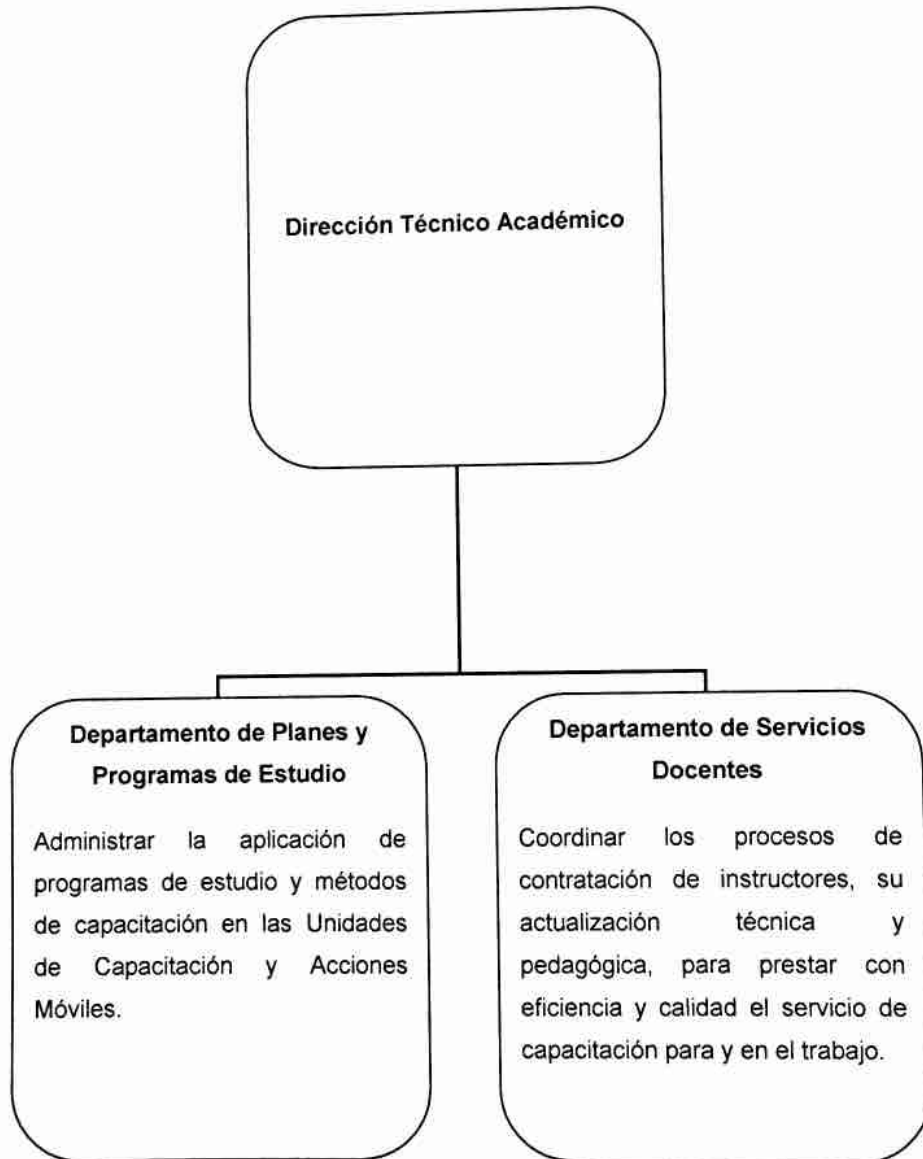 Dirección Técnico Académico
Departamento de Planes y
Programas de Estudio
Administrar la aplicación de
programas de estudio y métodos
de capacitación en las Unidades
de Capacitación y Acciones
Móviles.
Departamento de Servicios
Docentes
Coordinar los procesos de
contratación de instructores, su
actualización técnica y
pedagógica, para prestar con
eficiencia y calidad el servicio de
capacitación para y en el trabajo.